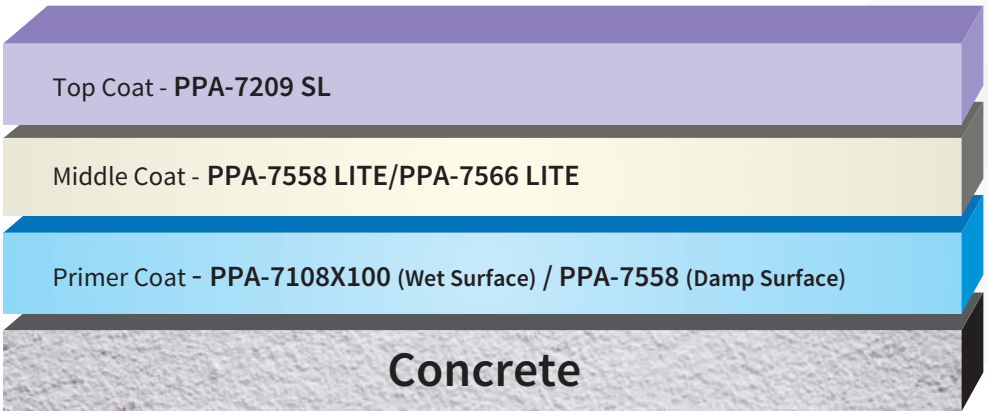 Top Coat - PPA-7209 SL
Middle Coat - PPA-7558 LITE/PPA-7566 LITE
Primer Coat - PPA-7108X100 (Wet Surface) / PPA-7558 (Damp Surface)
Concrete